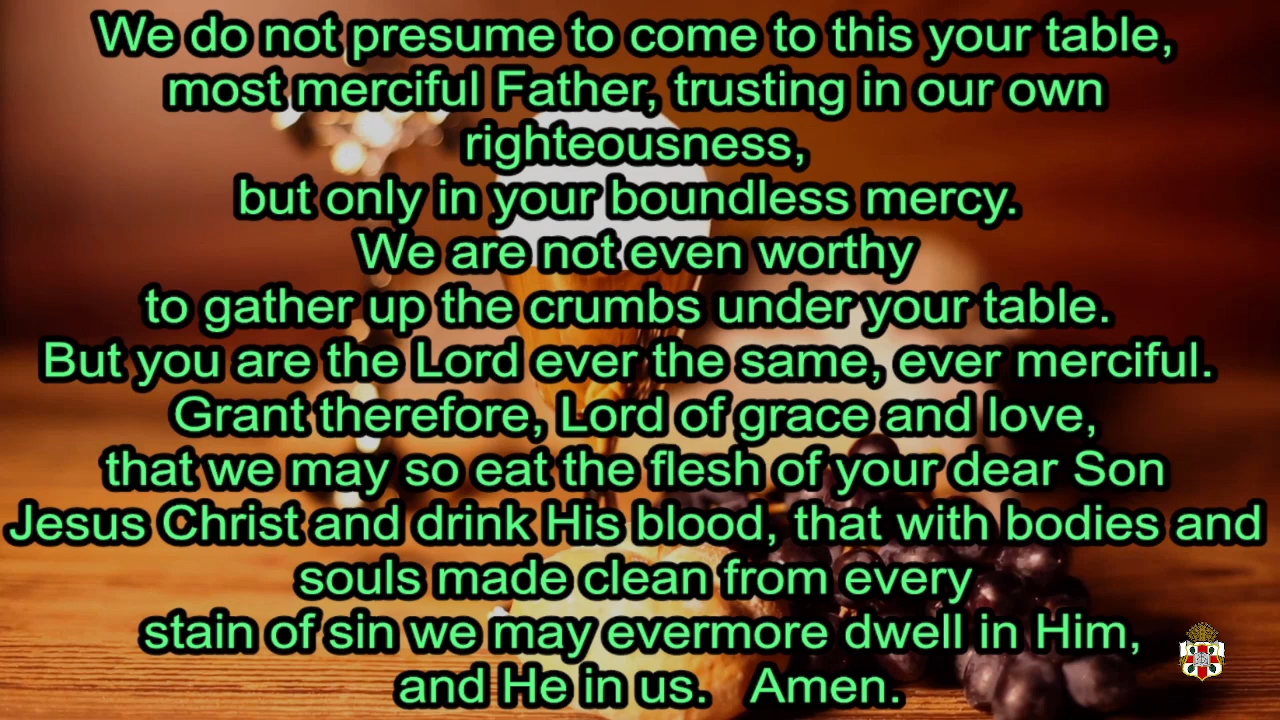 We do not presume to come to this your table,
most merciful Father, trusting in our own
righteousness,
but only in your boundless mercy.
We are not even worthy
to gather up the crumbs under your table.
But you are the Lord ever the same, ever merciful.
Grant therefore, Lord of grace and love,
that we may so eat the flesh of your dear Son
Jesus Christ and drink His blood, that with bodies and
souls made clean from every
stain of sin we may evermore dwell in Him,
and He in us. Amen.